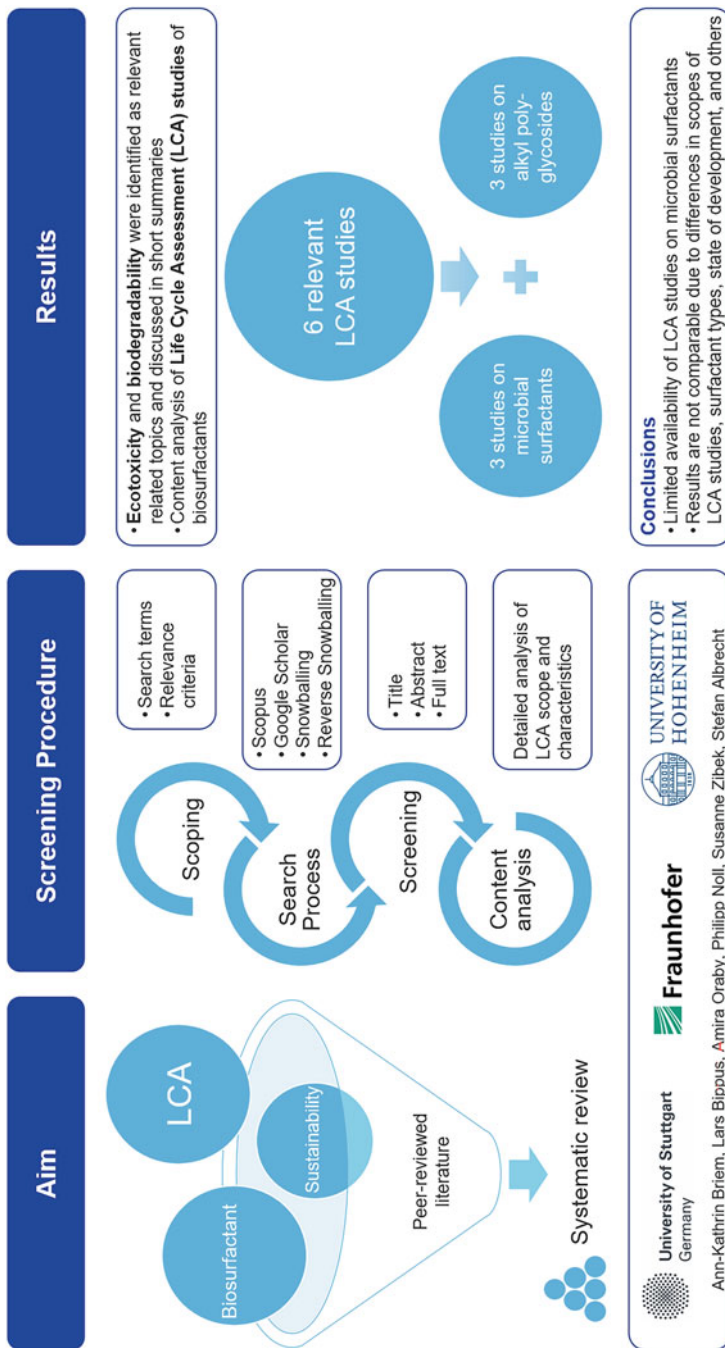 Aim
Biosurfactant
LCA
Sustainability
Peer-reviewed
literature
Systematic review
Screening Procedure
Scoping
• Search terms
• Relevance
criteria
Search
Process
• Scopus
• Google Scholar
• Snowballing
• Reverse Snowballing
Screening
• Title
• Abstract
• Full text
Content
analysis
Detailed analysis of
LCA scope and
characteristics
Results
• Ecotoxicity and biodegradability were identified as relevant
related topics and discussed in short summaries
• Content analysis of Life Cycle Assessment (LCA) studies of
biosurfactants
6 relevant
LCA studies
3 studies on
microbial
surfactants
3 studies on
alkyl poly-
glycosides
University of Stuttgart
Germany
Fraunhofer
UNIVERSITY OF
HOHENHEIM
Ann-Kathrin Briem, Lars Bippus, Amira Oraby, Philipp Noll, Susanne Zibek, Stefan Albrecht
Conclusions
• Limited availability of LCA studies on microbial surfactants
• Results are not comparable due to differences in scopes of
LCA studies, surfactant types, state of development, and others